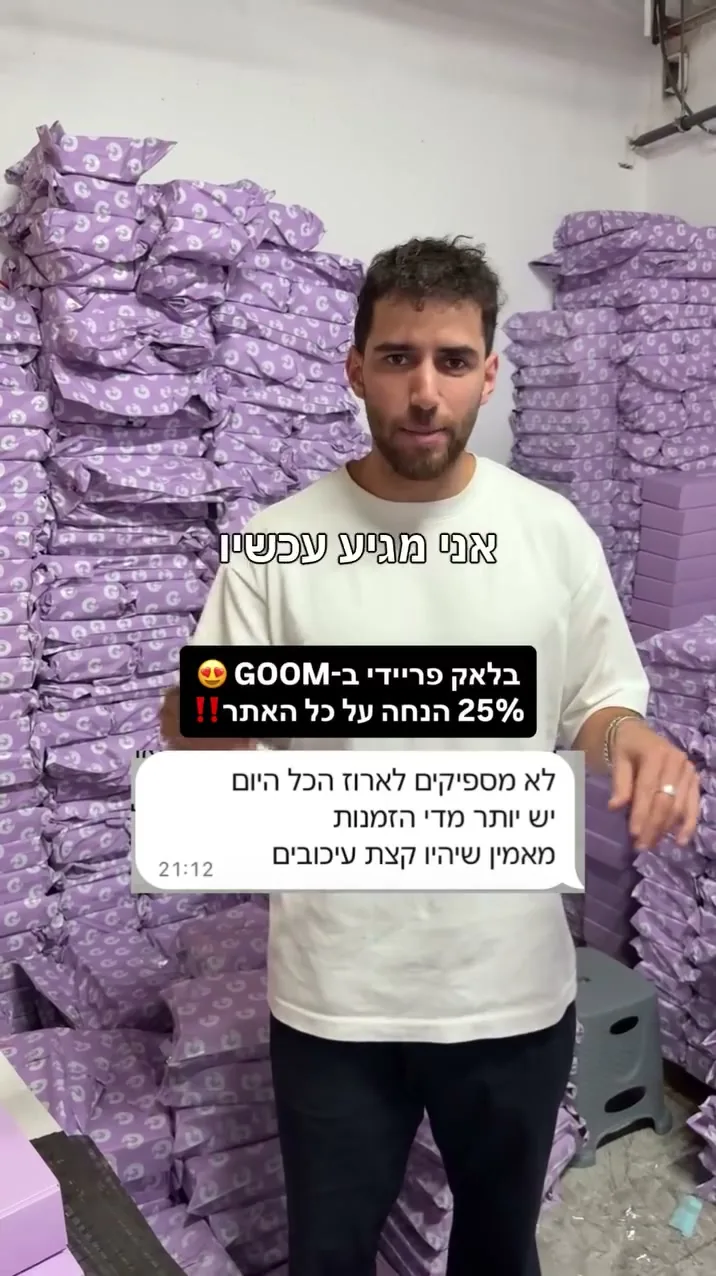 אני מגיע עכשיו
בלאק פריידי ב-GOOM 😍
25% הנחה על כל האתר‼️
לא מספיקים לארוז הכל היום
יש יותר מדי הזמנות
מאמין שיהיו קצת עיכובים
21:12